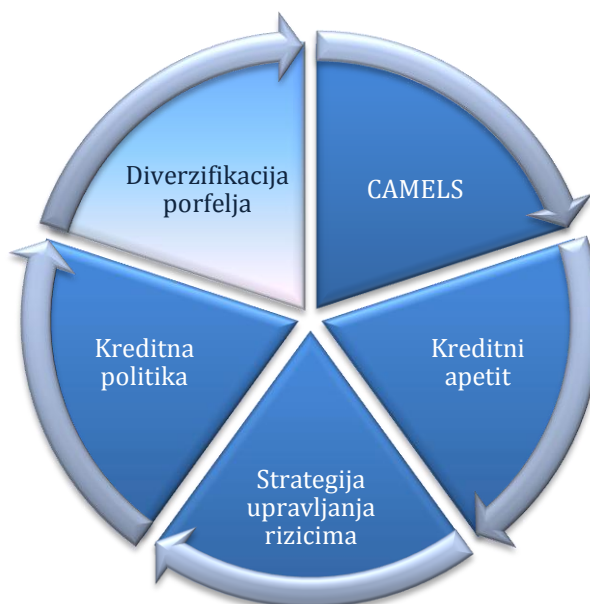 Diverzifikacija
porfelja
CAMELS
Kreditna
politika
Kreditni
apetit
Strategija
upravljanja
rizicima